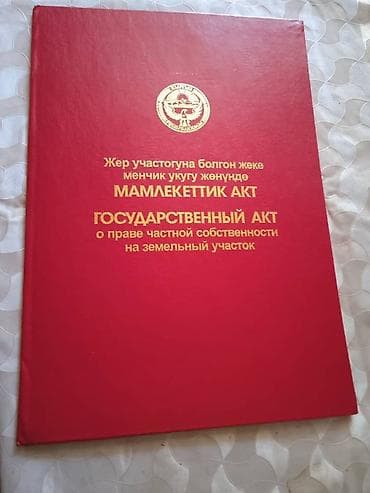 Жер участогуна болгон жеке
менчик укугу жөнүндө
МАМЛЕКЕТТИК АКТ
ГОСУДАРСТВЕННЫЙ АКТ
о праве частной собственности
на земельный участок